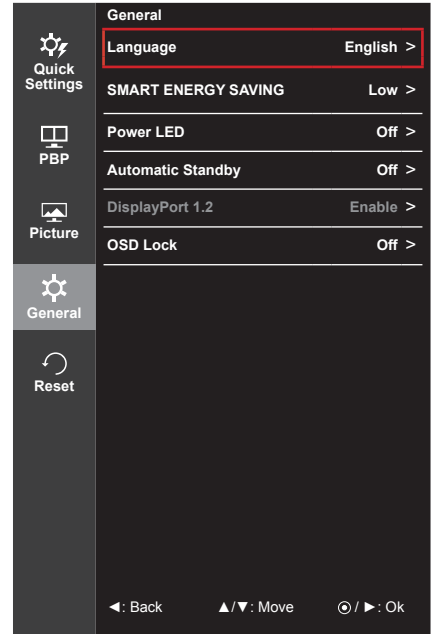 Quick
Settings
PBP
Picture
General
Reset
General
Language English >
SMART ENERGY SAVING Low >
Power LED Off >
Automatic Standby Off >
DisplayPort 1.2 Enable >
OSD Lock Off >
◄: Back ▲/▼: Move ⦿ / ►: Ok